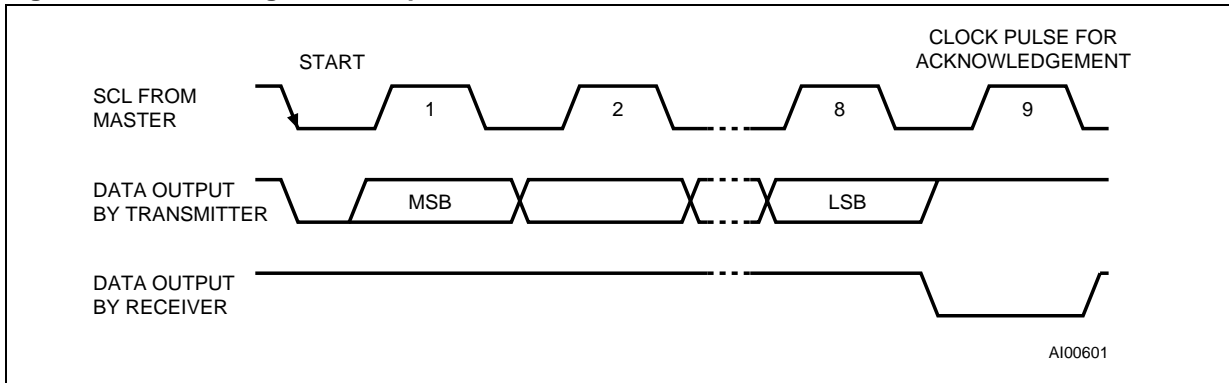 CLOCK PULSE FOR
ACKNOWLEDGEMENT
START
SCL FROM
MASTER
1
2
8
9
DATA OUTPUT
BY TRANSMITTER
MSB
LSB
DATA OUTPUT
BY RECEIVER
AI00601